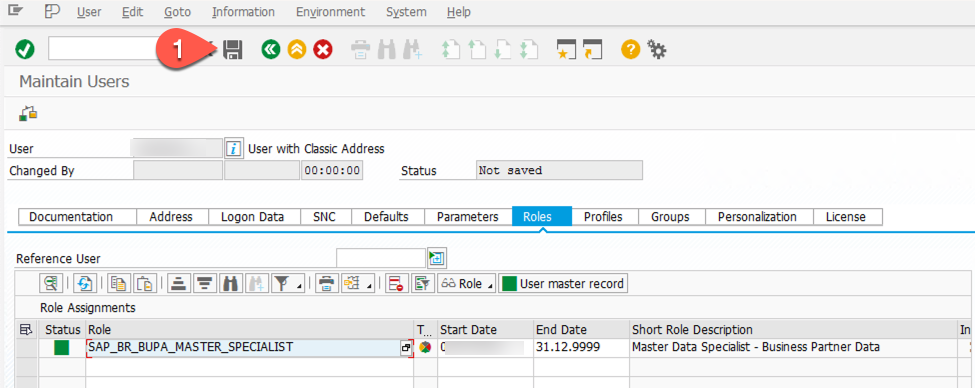 User Edit Goto Information Environment System Help
1
Maintain Users
User i User with Classic Address
Changed By 00:00:00 Status Not saved
Documentation Address Logon Data SNC Defaults Parameters Roles Profiles Groups Personalization License
Reference User
Role User master record
Role Assignments
Status Role T... Start Date End Date Short Role Description In
SAP_BR_BUPA_MASTER_SPECIALIST 31.12.9999 Master Data Specialist - Business Partner Data